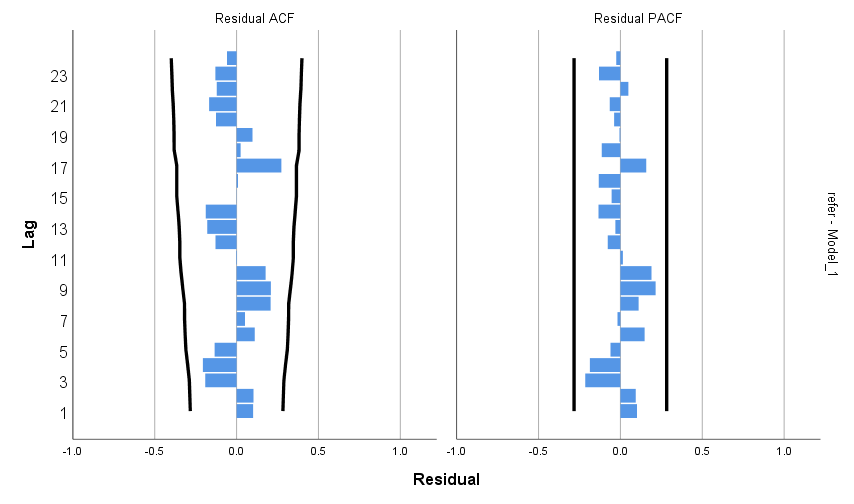 Residual ACF
Residual PACF
Lag
23
21
19
17
15
13
11
9
7
5
3
1
-1.0 -0.5 0.0 0.5 1.0
-1.0 -0.5 0.0 0.5 1.0
Residual
refer - Model_1